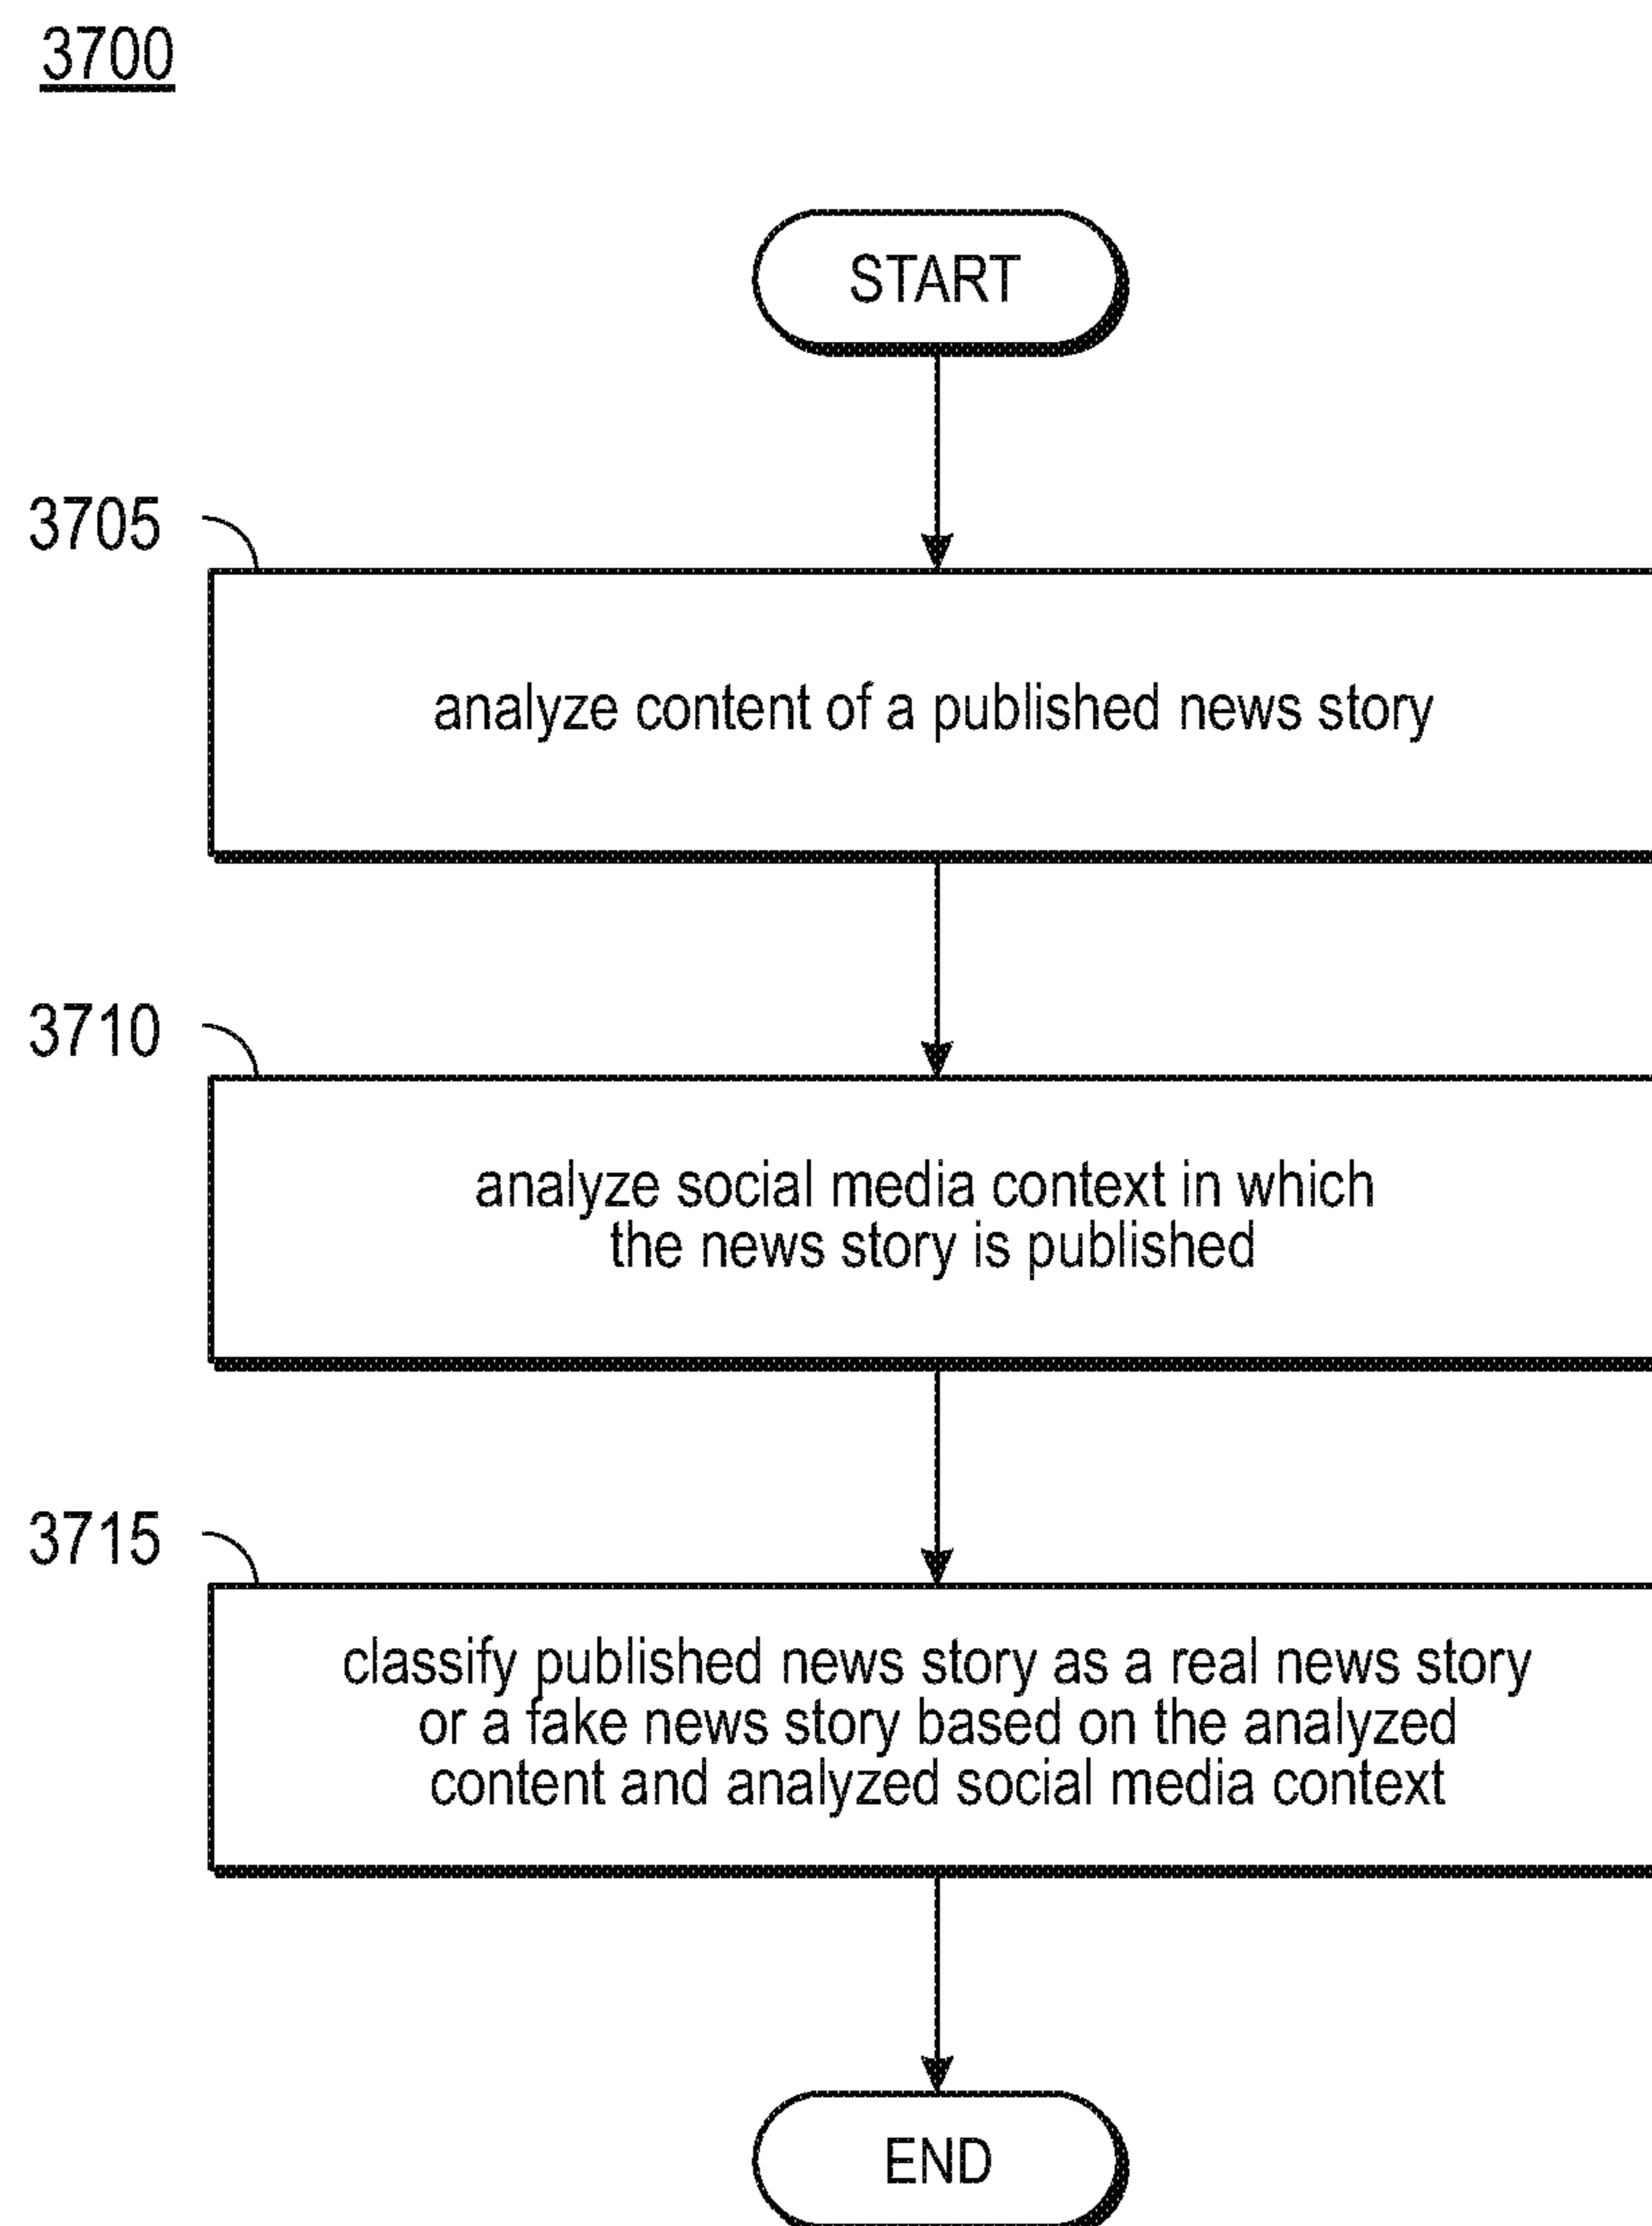 3700
START
3705
analyze content of a published news story
3710
analyze social media context in which
the news story is published
3715
classify published news story as a real news story
or a fake news story based on the analyzed
content and analyzed social media context
END